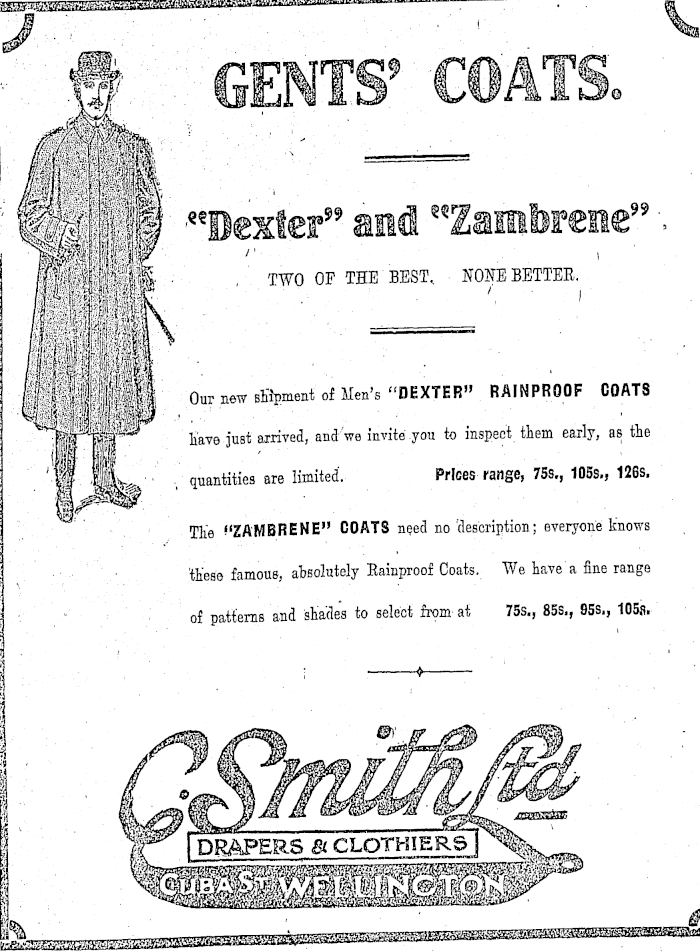 GENTS' COATS.
"Dexter" and "Zambrene"
TWO OF THE BEST. NONE BETTER.
Our new shipment of Men's "DEXTER" RAINPROOF COATS
have just arrived, and we invite you to inspect them early, as the
quantities are limited. Prices range, 75s., 105s., 126s.
The "ZAMBRENE" COATS need no description; everyone knows
these famous, absolutely Rainproof Coats. We have a fine range
of patterns and shades to select from at 75s., 85s., 95s., 105s.
C. Smith Ltd
DRAPERS & CLOTHIERS
CUBA ST WELLINGTON